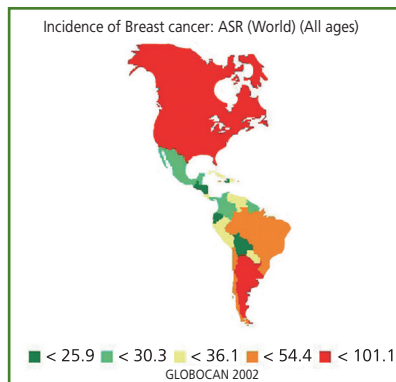 Incidence of Breast cancer: ASR (World) (All ages)
< 25.9 < 30.3 < 36.1 < 54.4 < 101.1
GLOBOCAN 2002